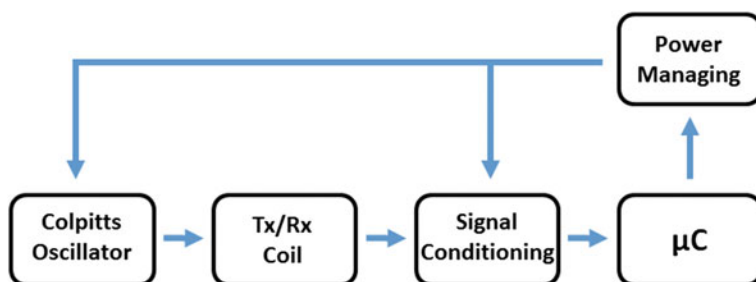 Power
Managing
Colpitts
Oscillator
Tx/Rx
Coil
Signal
Conditioning
µC